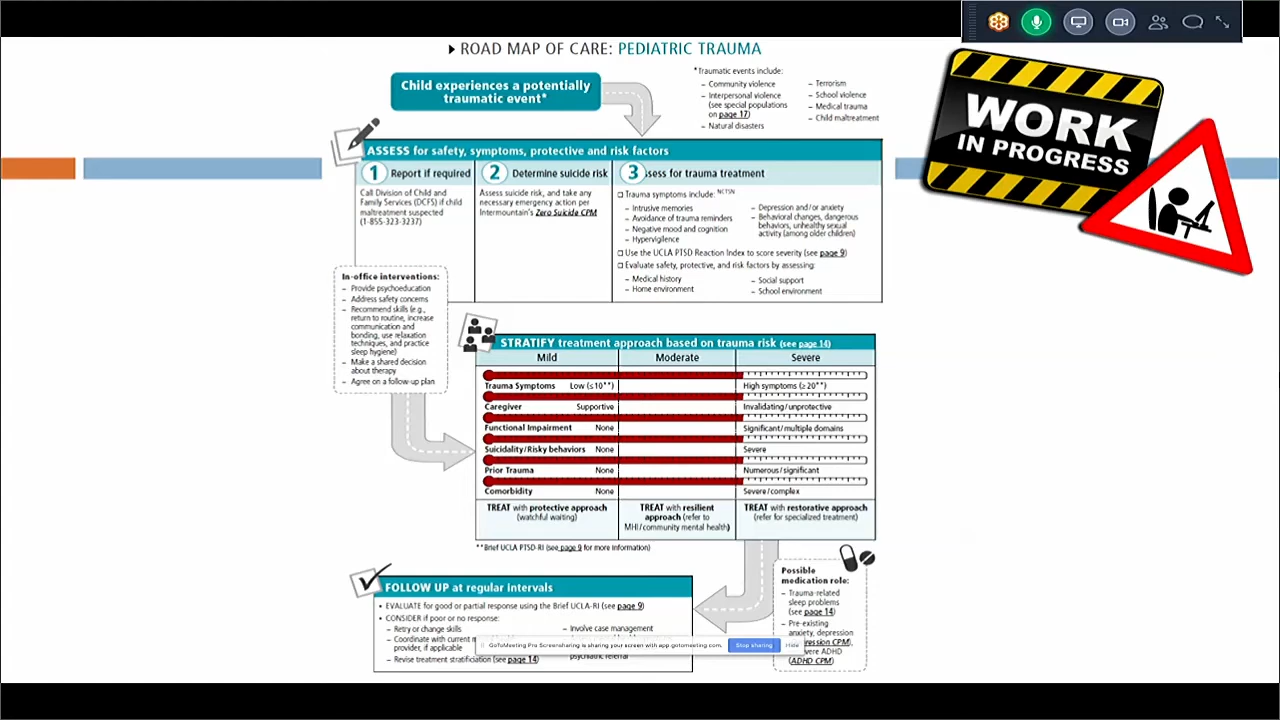 ROAD MAP OF CARE: PEDIATRIC TRAUMA
Child experiences a potentially
traumatic event*
*Traumatic events include:
– Community violence
– Interpersonal violence
(see special populations
on page 17)
– Natural disasters
– Terrorism
– School violence
– Medical trauma
– Child maltreatment
WORK
IN PROGRESS
ASSESS for safety, symptoms, protective and risk factors
1 Report if required
Call Division of Child and
Family Services (DCFS) if child
maltreatment suspected
(1-855-323-3237)
2 Determine suicide risk
Assess suicide risk, and take any
necessary emergency action per
Intermountain's Zero Suicide CPM
3 sess for trauma treatment
Trauma symptoms include: NCTSN
– Intrusive memories
– Avoidance of trauma reminders
– Negative mood and cognition
– Hypervigilence
– Depression and/or anxiety
– Behavioral changes, dangerous
behaviors, unhealthy sexual
activity (among older children)
Use the UCLA PTSD Reaction Index to score severity (see page 9)
Evaluate safety, protective, and risk factors by assessing:
– Medical history
– Home environment
– Social support
– School environment
In-office interventions:
– Provide psychoeducation
– Address safety concerns
– Recommend skills (e.g.,
return to routine, increase
communication and
bonding, use relaxation
techniques, and practice
sleep hygiene)
– Make a shared decision
about therapy
– Agree on a follow-up plan
STRATIFY treatment approach based on trauma risk (see page 14)
Mild Moderate Severe
Trauma Symptoms Low (≤10**) High symptoms (≥20**)
Caregiver Supportive Invalidating/unprotective
Functional Impairment None Significant/multiple domains
Suicidality/Risky behaviors None Severe
Prior Trauma None Numerous/significant
Comorbidity None Severe/complex
TREAT with protective approach
(watchful waiting)
TREAT with resilient
approach (refer to
MHI/community mental health)
TREAT with restorative approach
(refer for specialized treatment)
**Brief UCLA PTSD-RI (see page 9 for more information)
FOLLOW UP at regular intervals
• EVALUATE for good or partial response using the Brief UCLA-RI (see page 9)
• CONSIDER if poor or no response:
– Retry or change skills
– Coordinate with current
provider, if applicable
– Revise treatment stratification (see page 14)
– Involve case management
psychiatric referral
GoToMeeting Pro Screensharing is sharing your screen with app.gotomeeting.com.
Stop sharing
Hide
Possible
medication role:
– Trauma-related
sleep problems
(see page 14)
– Pre-existing
anxiety, depression
ression CPM),
vere ADHD
(ADHD CPM)